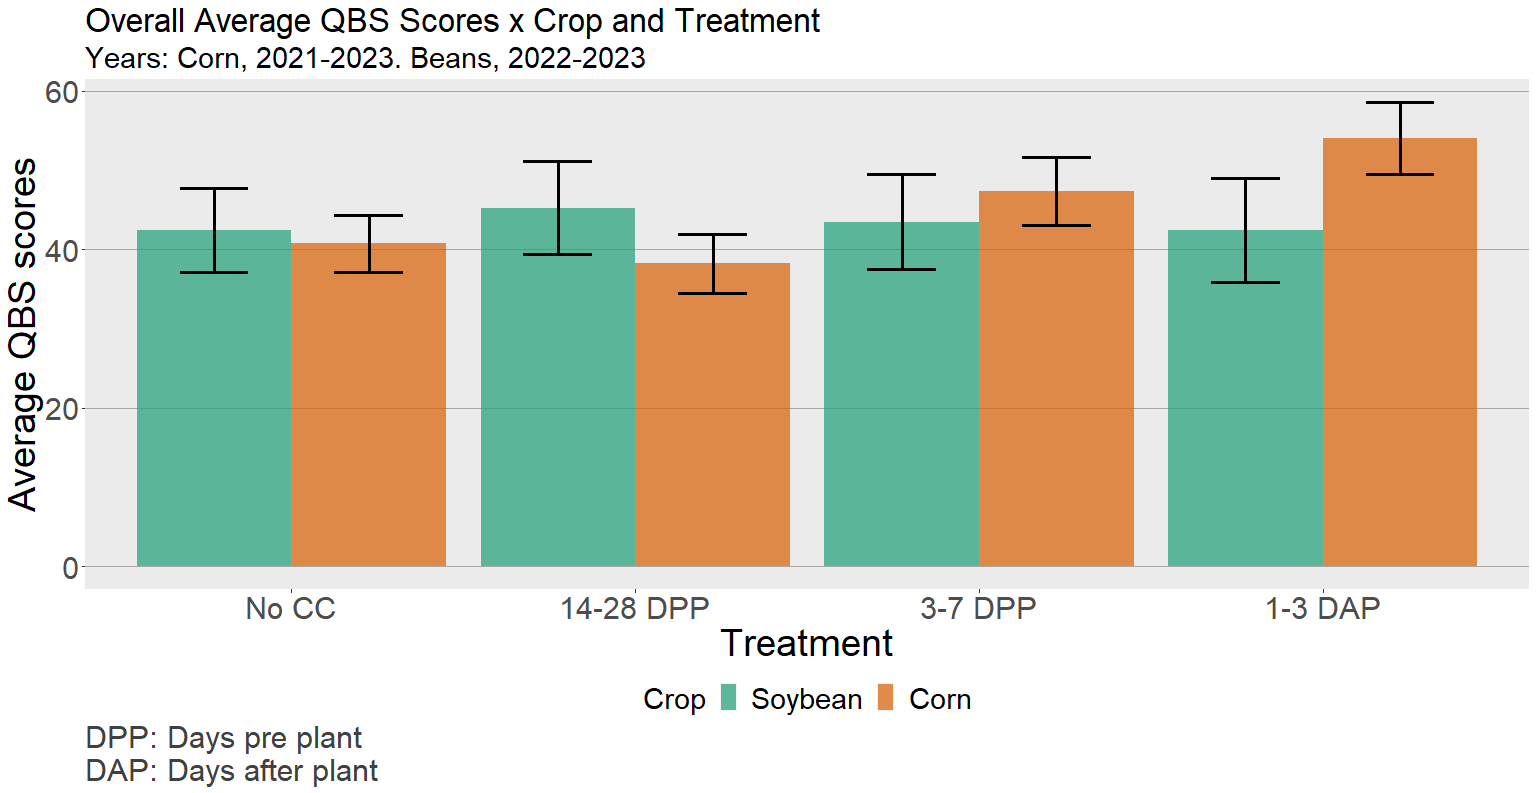 Overall Average QBS Scores x Crop and Treatment
Years: Corn, 2021-2023. Beans, 2022-2023
Average QBS scores
60
40
20
0
No CC 14-28 DPP 3-7 DPP 1-3 DAP
Treatment
Crop Soybean Corn
DPP: Days pre plant
DAP: Days after plant